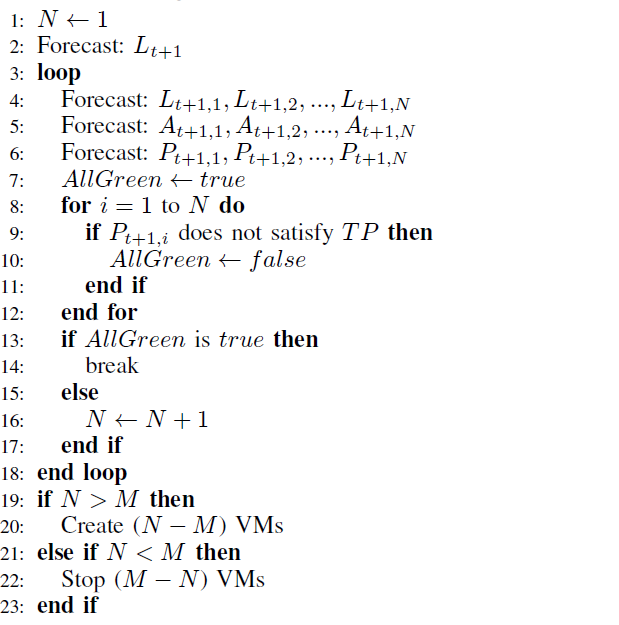 1: N ← 1
2: Forecast: L_{t+1}
3: loop
4: Forecast: L_{t+1,1}, L_{t+1,2}, ..., L_{t+1,N}
5: Forecast: A_{t+1,1}, A_{t+1,2}, ..., A_{t+1,N}
6: Forecast: P_{t+1,1}, P_{t+1,2}, ..., P_{t+1,N}
7: AllGreen ← true
8: for i = 1 to N do
9: if P_{t+1,i} does not satisfy TP then
10: AllGreen ← false
11: end if
12: end for
13: if AllGreen is true then
14: break
15: else
16: N ← N + 1
17: end if
18: end loop
19: if N > M then
20: Create (N − M) VMs
21: else if N < M then
22: Stop (M − N) VMs
23: end if